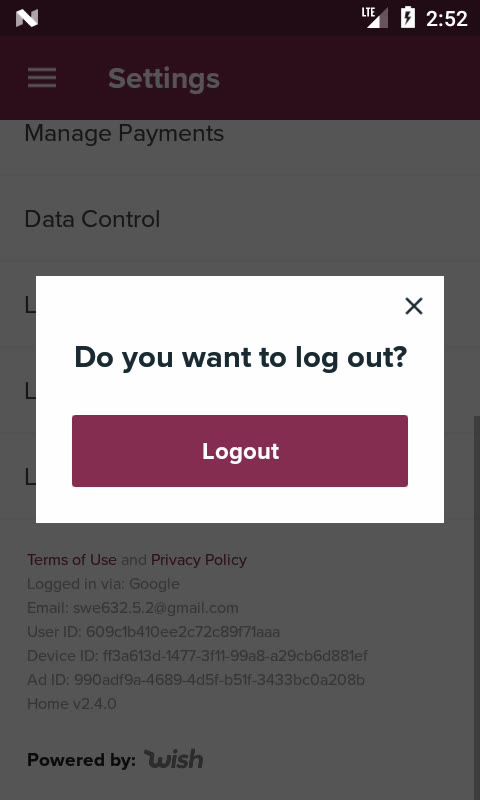 LTE 2:52
Settings
Manage Payments
Data Control
L
Do you want to log out?
L
Logout
L
Terms of Use and Privacy Policy
Logged in via: Google
Email: swe632.5.2@gmail.com
User ID: 609c1b410ee2c72c89f71aaa
Device ID: ff3a613d-1477-3f11-99a8-a29cb6d881ef
Ad ID: 990adf9a-4689-4d5f-b51f-3433bc0a208b
Home v2.4.0
Powered by: wish